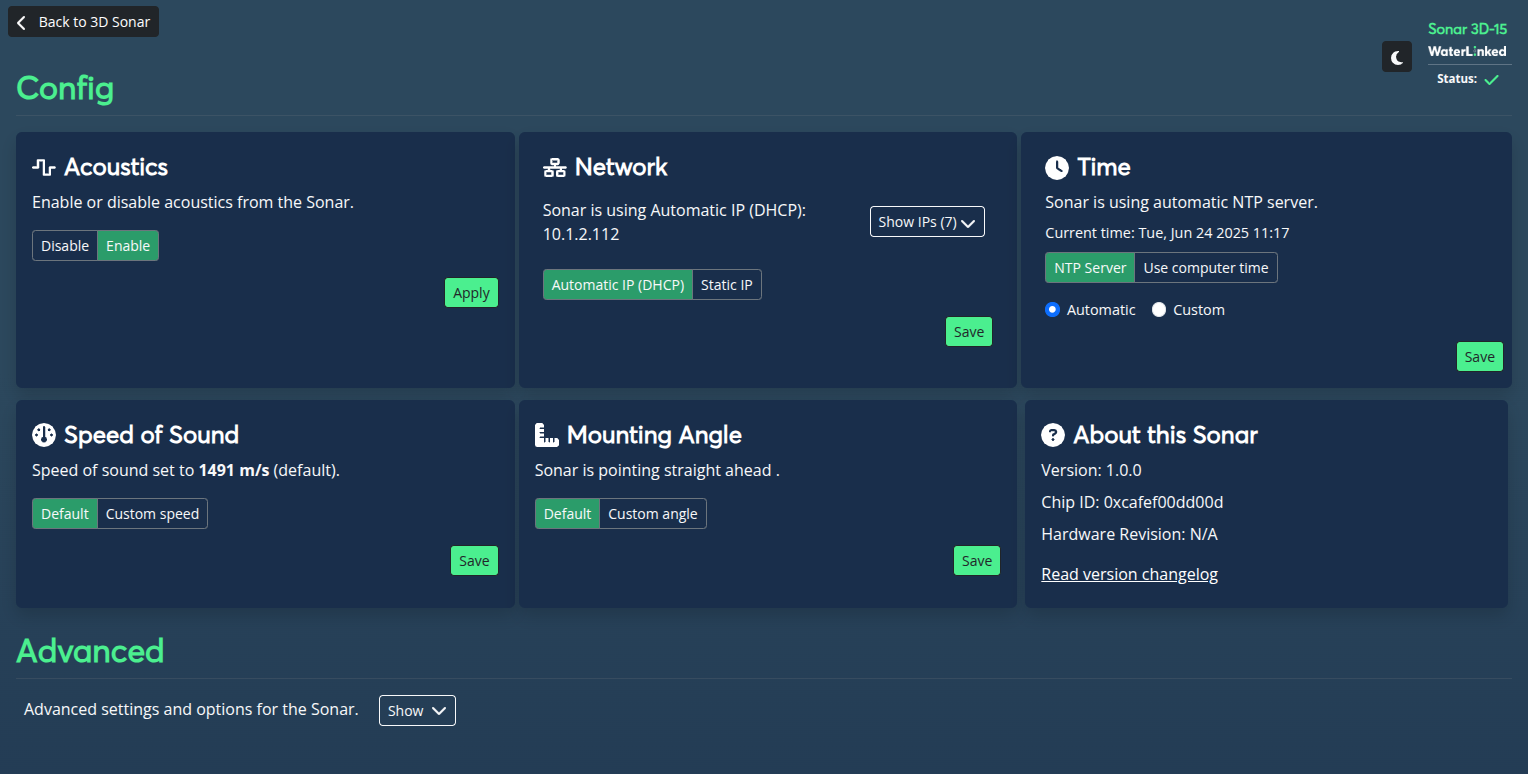 Back to 3D Sonar
Sonar 3D-15
WaterLinked
Status:
Config
Acoustics
Enable or disable acoustics from the Sonar.
Disable Enable
Apply
Network
Sonar is using Automatic IP (DHCP):
10.1.2.112
Show IPs (7)
Automatic IP (DHCP) Static IP
Save
Time
Sonar is using automatic NTP server.
Current time: Tue, Jun 24 2025 11:17
NTP Server Use computer time
Automatic Custom
Save
Speed of Sound
Speed of sound set to 1491 m/s (default).
Default Custom speed
Save
Mounting Angle
Sonar is pointing straight ahead .
Default Custom angle
Save
About this Sonar
Version: 1.0.0
Chip ID: 0xcafef00dd00d
Hardware Revision: N/A
Read version changelog
Advanced
Advanced settings and options for the Sonar. Show